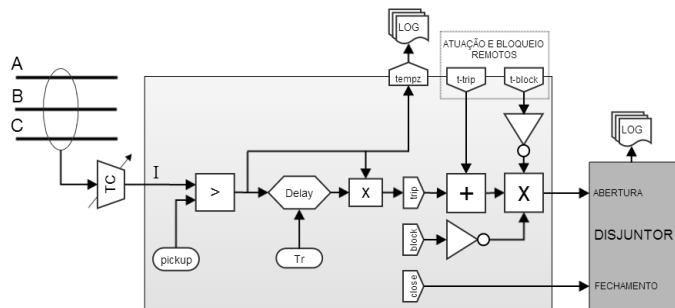 LOG
ATUAÇÃO E BLOQUEIO
REMOTOS
A
tempz
t-trip
t-block
B
C
LOG
TC
I
>
Delay
X
trip
+
X
ABERTURA
DISJUNTOR
block
pickup
Tr
close
FECHAMENTO